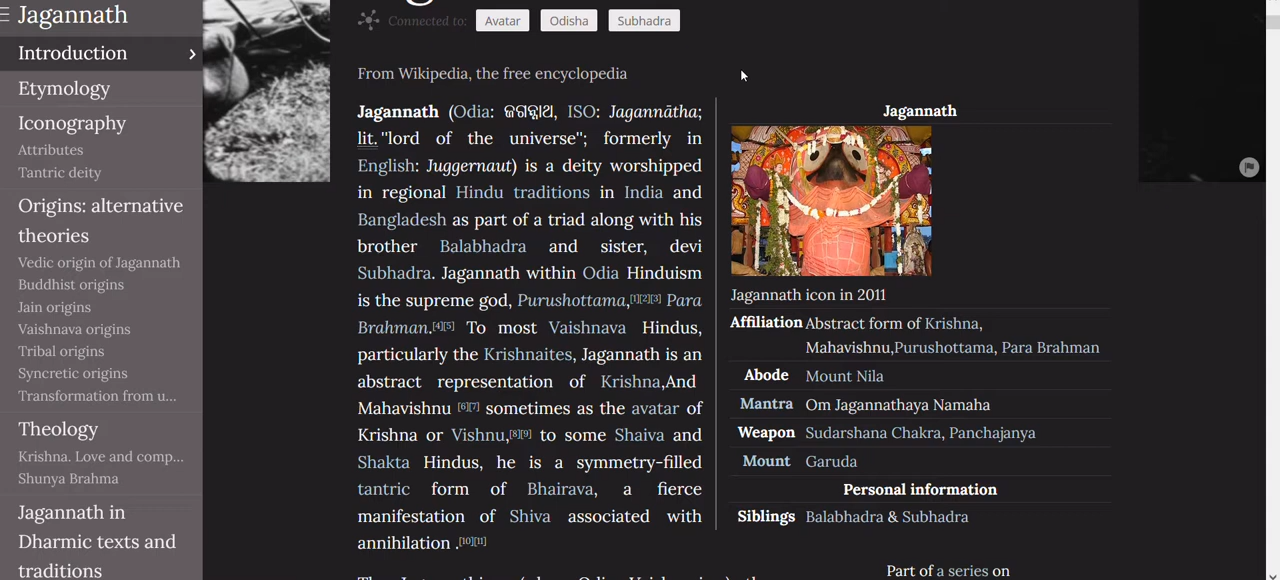 Jagannath
Introduction
Etymology
Iconography
Attributes
Tantric deity
Origins: alternative
theories
Vedic origin of Jagannath
Buddhist origins
Jain origins
Vaishnava origins
Tribal origins
Syncretic origins
Transformation from u...
Theology
Krishna. Love and comp...
Shunya Brahma
Jagannath in
Dharmic texts and
traditions
Connected to: Avatar Odisha Subhadra
From Wikipedia, the free encyclopedia
Jagannath (Odia: ଜଗନ୍ନାଥ, ISO: Jagannātha;
lit. "lord of the universe"; formerly in
English: Juggernaut) is a deity worshipped
in regional Hindu traditions in India and
Bangladesh as part of a triad along with his
brother Balabhadra and sister, devi
Subhadra. Jagannath within Odia Hinduism
is the supreme god, Purushottama,[1][2][3] Para
Brahman.[4][5] To most Vaishnava Hindus,
particularly the Krishnaites, Jagannath is an
abstract representation of Krishna,And
Mahavishnu [6][7] sometimes as the avatar of
Krishna or Vishnu,[8][9] to some Shaiva and
Shakta Hindus, he is a symmetry-filled
tantric form of Bhairava, a fierce
manifestation of Shiva associated with
annihilation .[10][11]
Jagannath
Jagannath icon in 2011
Affiliation Abstract form of Krishna,
Mahavishnu,Purushottama, Para Brahman
Abode Mount Nila
Mantra Om Jagannathaya Namaha
Weapon Sudarshana Chakra, Panchajanya
Mount Garuda
Personal information
Siblings Balabhadra & Subhadra
Part of a series on